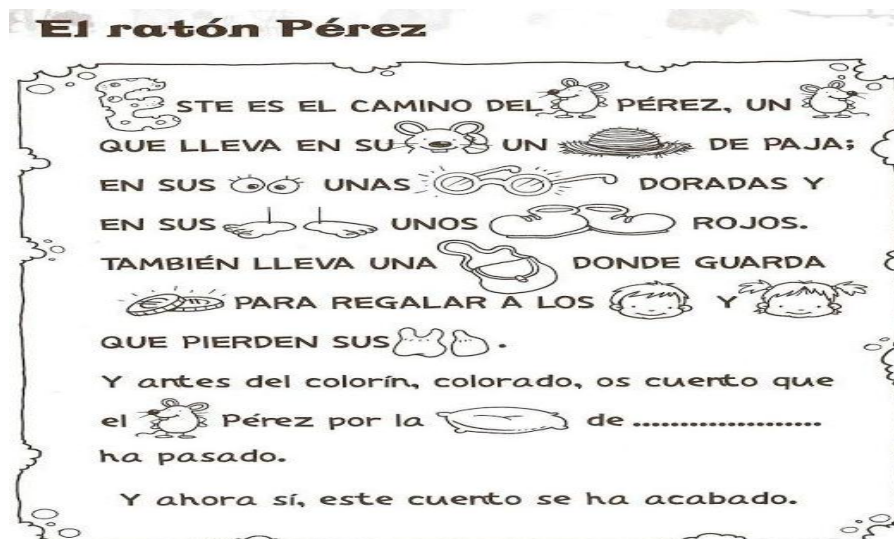 El ratón Pérez
ESTE ES EL CAMINO DEL PÉREZ, UN
QUE LLEVA EN SU UN DE PAJA;
EN SUS UNAS DORADAS Y
EN SUS UNOS ROJOS.
TAMBIÉN LLEVA UNA DONDE GUARDA
PARA REGALAR A LOS Y
QUE PIERDEN SUS .
Y antes del colorín, colorado, os cuento que
el Pérez por la de ...................
ha pasado.
Y ahora sí, este cuento se ha acabado.